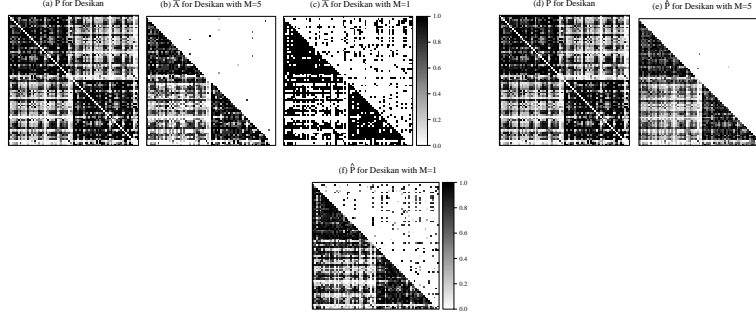 (a) P for Desikan
(b) A̅ for Desikan with M=5
(c) A̅ for Desikan with M=1
1.0
0.8
0.6
0.4
0.2
0.0
(d) P for Desikan
(e) P̂ for Desikan with M=5
(f) P̂ for Desikan with M=1
1.0
0.8
0.6
0.4
0.2
0.0